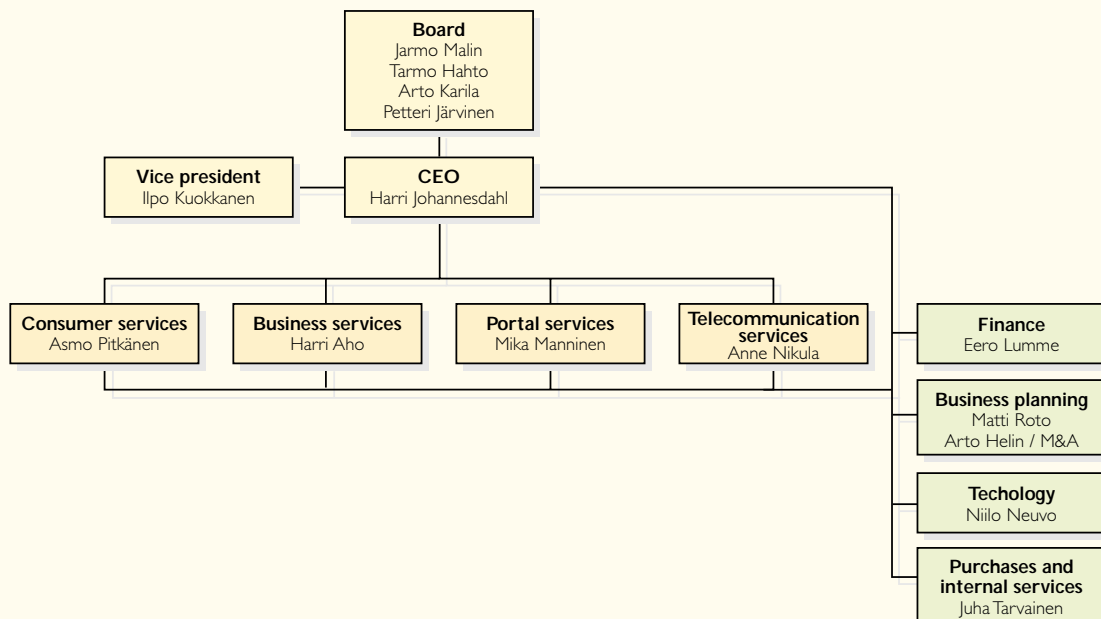 Board
Jarmo Malin
Tarmo Hahto
Arto Karila
Petteri Järvinen
Vice president
Ilpo Kuokkanen
CEO
Harri Johannesdahl
Consumer services
Asmo Pitkänen
Business services
Harri Aho
Portal services
Mika Manninen
Telecommunication
services
Anne Nikula
Finance
Eero Lumme
Business planning
Matti Roto
Arto Helin / M&A
Techology
Niilo Neuvo
Purchases and
internal services
Juha Tarvainen